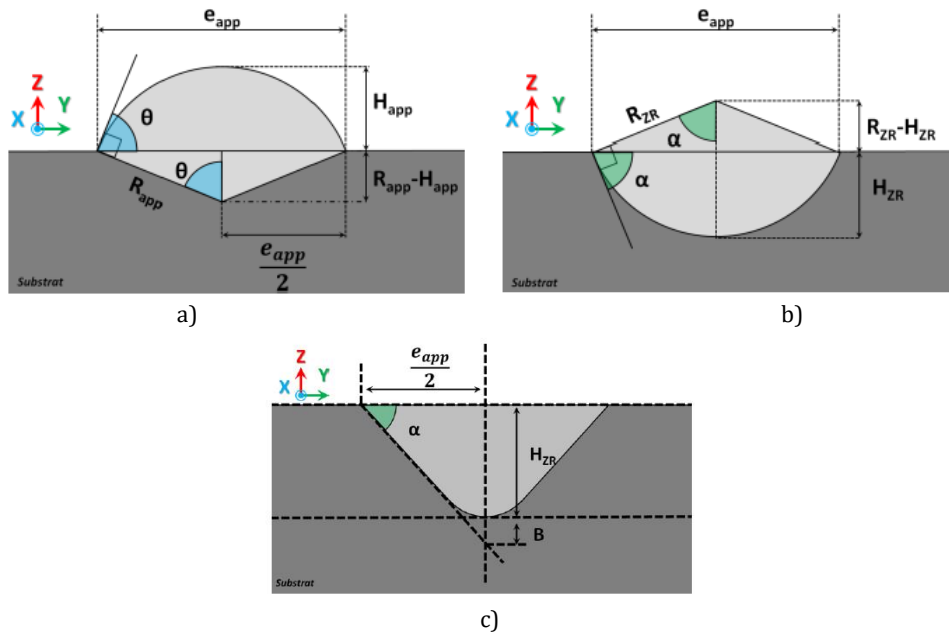 e_app
Z
X Y
θ
H_app
θ
R_app
R_app-H_app
e_app/2
Substrat
a)
e_app
Z
X Y
R_ZR
α
R_ZR-H_ZR
α
H_ZR
Substrat
b)
Z
X Y
e_app/2
α
H_ZR
B
Substrat
c)